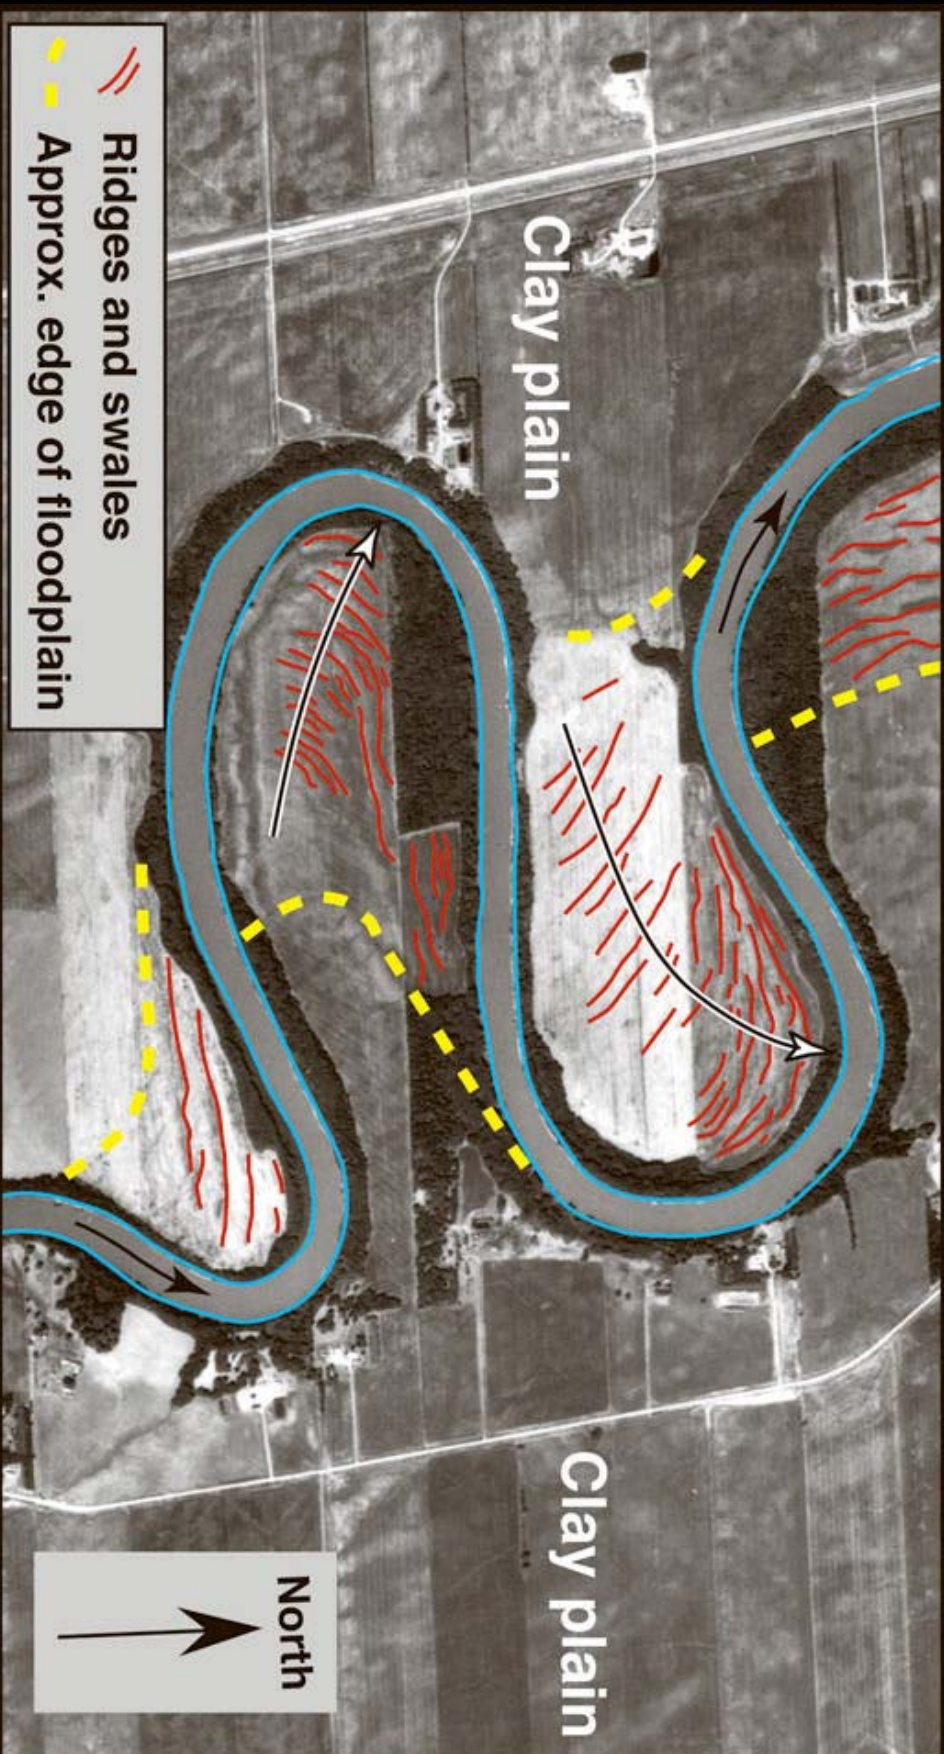 Clay plain
Clay plain
Ridges and swales
Approx. edge of floodplain
North